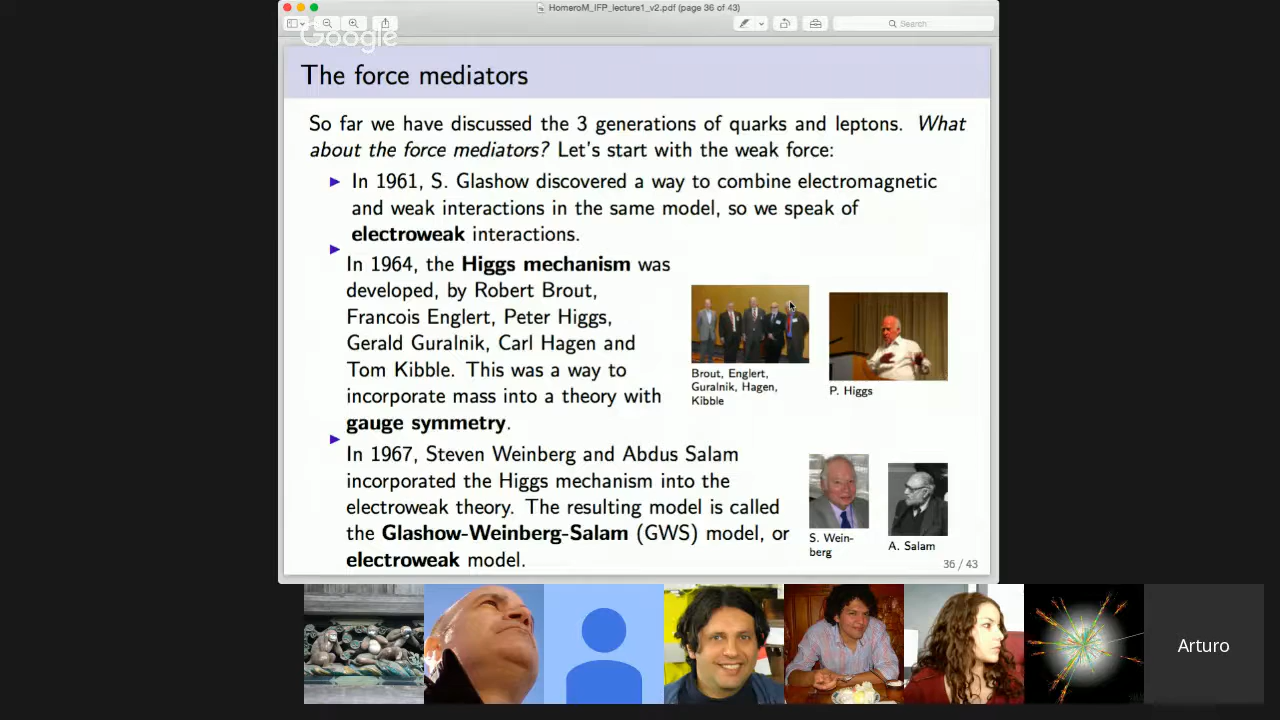 HomeroM_IFP_lecture1_v2.pdf (page 36 of 43)
Search
Google
The force mediators
So far we have discussed the 3 generations of quarks and leptons. What
about the force mediators? Let's start with the weak force:
In 1961, S. Glashow discovered a way to combine electromagnetic
and weak interactions in the same model, so we speak of
electroweak interactions.
In 1964, the Higgs mechanism was
developed, by Robert Brout,
Francois Englert, Peter Higgs,
Gerald Guralnik, Carl Hagen and
Tom Kibble. This was a way to
incorporate mass into a theory with
gauge symmetry.
Brout, Englert,
Guralnik, Hagen,
Kibble
P. Higgs
In 1967, Steven Weinberg and Abdus Salam
incorporated the Higgs mechanism into the
electroweak theory. The resulting model is called
the Glashow-Weinberg-Salam (GWS) model, or
electroweak model.
S. Wein-
berg
A. Salam
36 / 43
Arturo